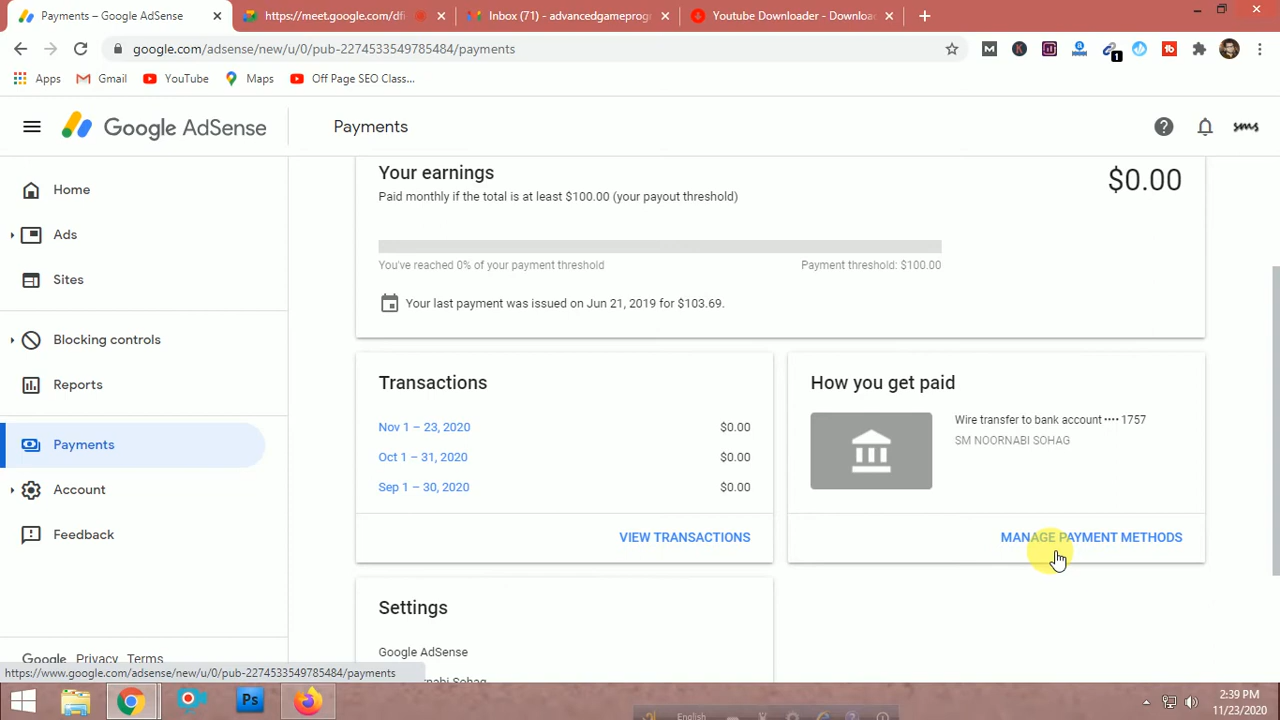 Payments – Google AdSense
https://meet.google.com/dfi
Inbox (4) - advancedgameprog
Youtube Downloader - Downloa
google.com/adsense/new/u/0/pub-2274533549785484/payments
1
Apps
Gmail
YouTube
Maps
Off Page SEO Class...
Google AdSense
Payments
sms
Home
Ads
Sites
Blocking controls
Reports
Payments
Account
Feedback
Google Privacy Terms
Your earnings
$0.00
Paid monthly if the total is at least $100.00 (your payout threshold)
You've reached 0% of your payment threshold
Payment threshold: $100.00
Your last payment was issued on Jun 21, 2019 for $103.69.
Transactions
Nov 1 – 23, 2020 $0.00
Oct 1 – 31, 2020 $0.00
Sep 1 – 30, 2020 $0.00
VIEW TRANSACTIONS
How you get paid
Wire transfer to bank account •••• 1757
SM NOORNABI SOHAG
MANAGE PAYMENT METHODS
Settings
Google AdSense
https://www.google.com/adsense/new/u/0/pub-2274533549785484/payments
Ps
English
2:39 PM
11/23/2020